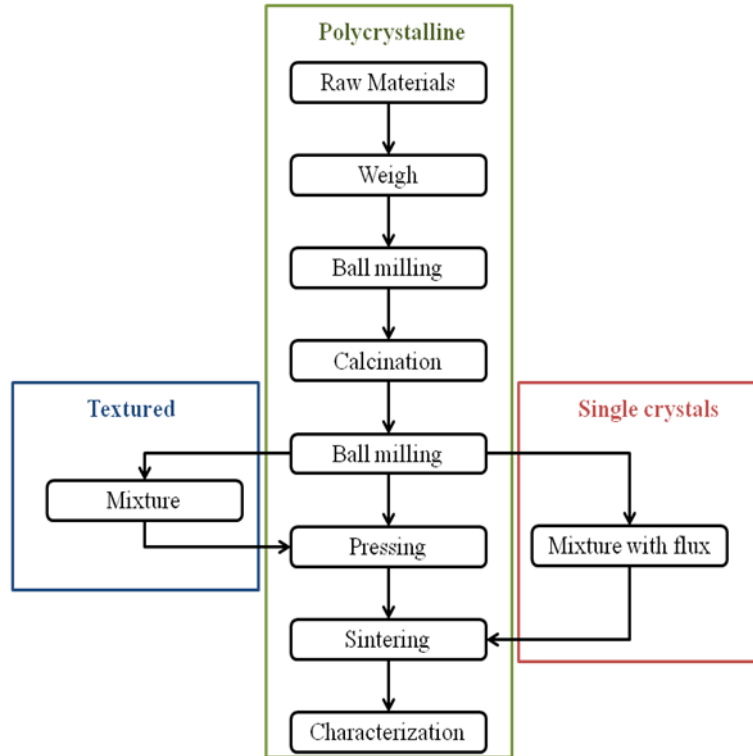 Polycrystalline
Raw Materials
Weigh
Ball milling
Calcination
Textured
Single crystals
Ball milling
Mixture
Pressing
Mixture with flux
Sintering
Characterization